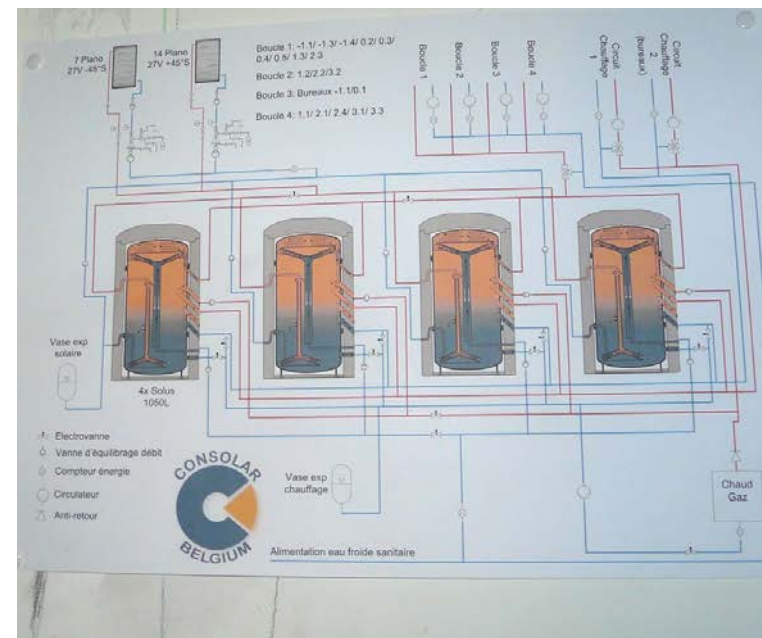 7 Plano
27V -45°S
14 Plano
27V +45°S
Boucle 1: -1.1/ -1.3/ -1.4/ 0.2/ 0.3/
0.4/ 0.5/ 1.3/ 2.3
Boucle 2: 1.2/2.2/3.2
Boucle 3: Bureaux -1.1/0.1
Boucle 4: 1.1/ 2.1/ 2.4/ 3.1/ 3.3
Boucle 1
Boucle 2
Boucle 3
Boucle 4
Circuit
Chauffage
1
Circuit
Chauffage
2
(bureaux)
Vase exp
solaire
4x Solus
1050L
Electrovanne
Vanne d'équilibrage débit
Compteur énergie
Circulateur
Anti-retour
CONSOLAR
BELGIUM
Vase exp
chauffage
Chaud
Gaz
Alimentation eau froide sanitaire